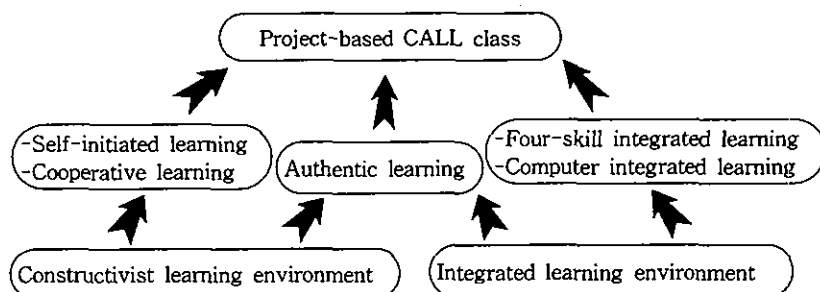 Project-based CALL class
-Self-initiated learning
-Cooperative learning
Authentic learning
-Four-skill integrated learning
-Computer integrated learning
Constructivist learning environment
Integrated learning environment